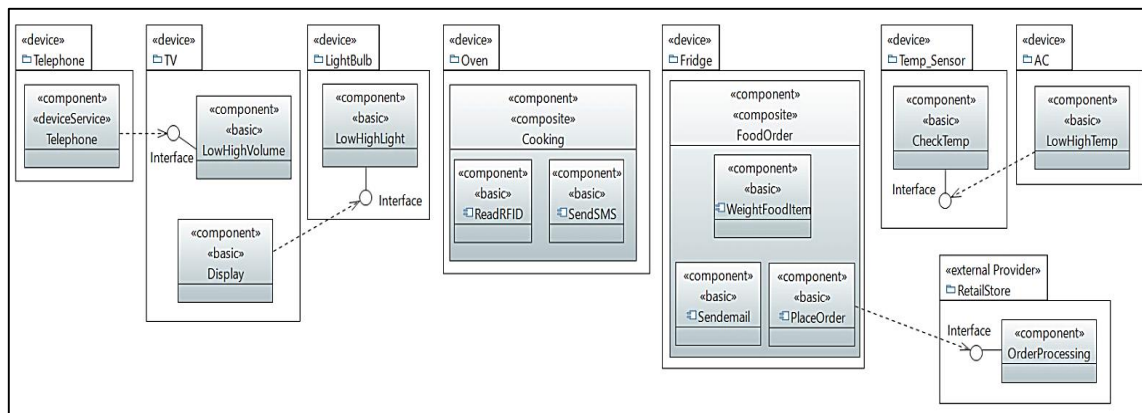 «device»
Telephone
«component»
«deviceService»
Telephone
«device»
TV
Interface
«component»
«basic»
LowHighVolume
«component»
«basic»
Display
«device»
LightBulb
«component»
«basic»
LowHighLight
Interface
«device»
Oven
«component»
«composite»
Cooking
«component»
«basic»
ReadRFID
«component»
«basic»
SendSMS
«device»
Fridge
«component»
«composite»
FoodOrder
«component»
«basic»
WeightFoodItem
«component»
«basic»
Sendemail
«component»
«basic»
PlaceOrder
«device»
Temp_Sensor
«component»
«basic»
CheckTemp
Interface
«device»
AC
«component»
«basic»
LowHighTemp
«external Provider»
RetailStore
Interface
«component»
OrderProcessing